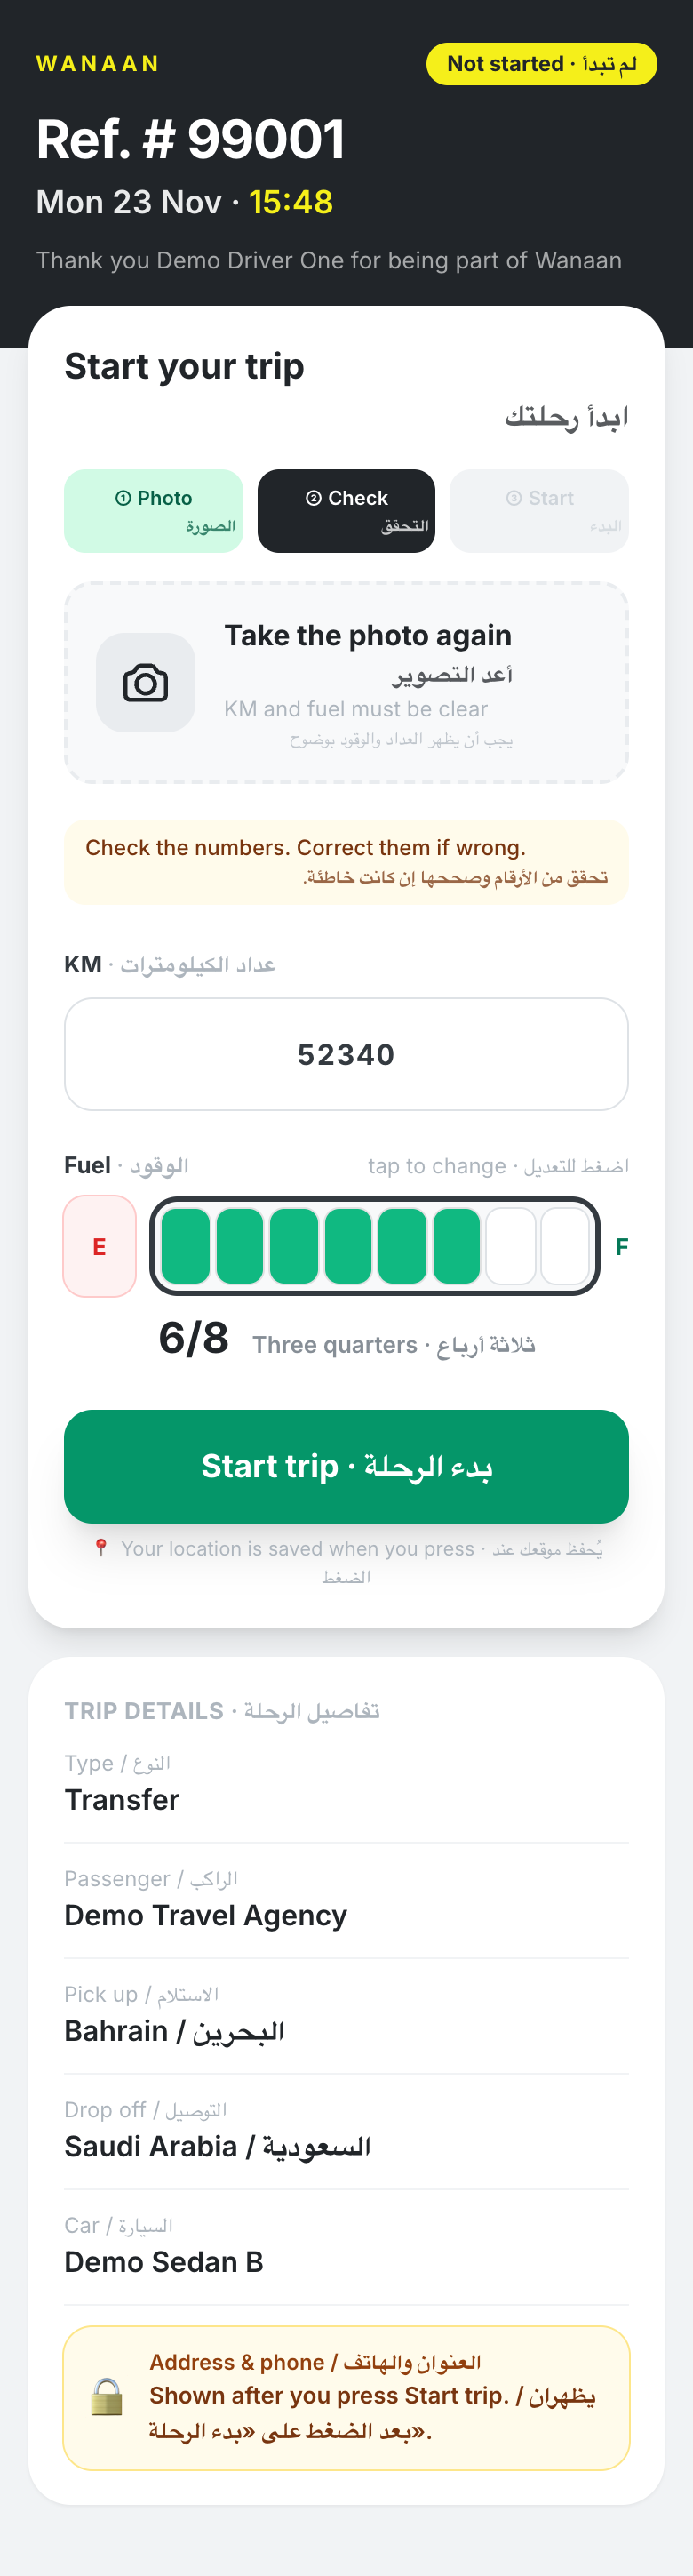 WANAAN
Not started · لم تبدأ
Ref. # 99001
Mon 23 Nov · 15:48
Thank you Demo Driver One for being part of Wanaan
Start your trip
ابدأ رحلتك
① Photo
الصورة
② Check
التحقق
③ Start
البدء
Take the photo again
أعد التصوير
KM and fuel must be clear
يجب أن يظهر العداد والوقود بوضوح
Check the numbers. Correct them if wrong.
تحقق من الأرقام وصححها إن كانت خاطئة.
KM · عداد الكيلومترات
52340
Fuel · الوقود
tap to change · اضغط للتعديل
E
F
6/8 Three quarters · ثلاثة أرباع
Start trip · بدء الرحلة
📍 Your location is saved when you press · يُحفظ موقعك عند
الضغط
TRIP DETAILS · تفاصيل الرحلة
Type / النوع
Transfer
Passenger / الراكب
Demo Travel Agency
Pick up / الاستلام
Bahrain / البحرين
Drop off / التوصيل
Saudi Arabia / السعودية
Car / السيارة
Demo Sedan B
Address & phone / العنوان والهاتف
Shown after you press Start trip. / يظهران
بعد الضغط على «بدء الرحلة».